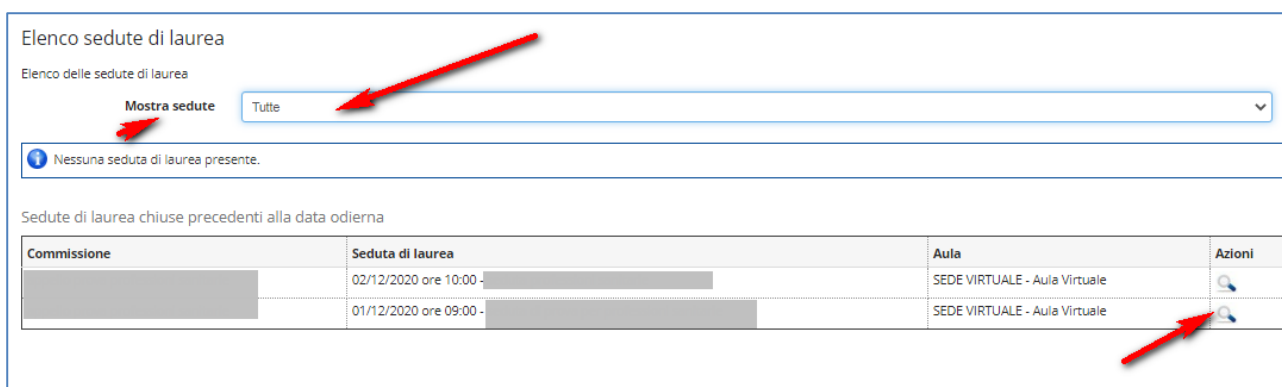 Elenco sedute di laurea
Elenco delle sedute di laurea
Mostra sedute Tutte
Nessuna seduta di laurea presente.
Sedute di laurea chiuse precedenti alla data odierna
Commissione Seduta di laurea Aula Azioni
02/12/2020 ore 10:00 - SEDE VIRTUALE - Aula Virtuale
01/12/2020 ore 09:00 - SEDE VIRTUALE - Aula Virtuale